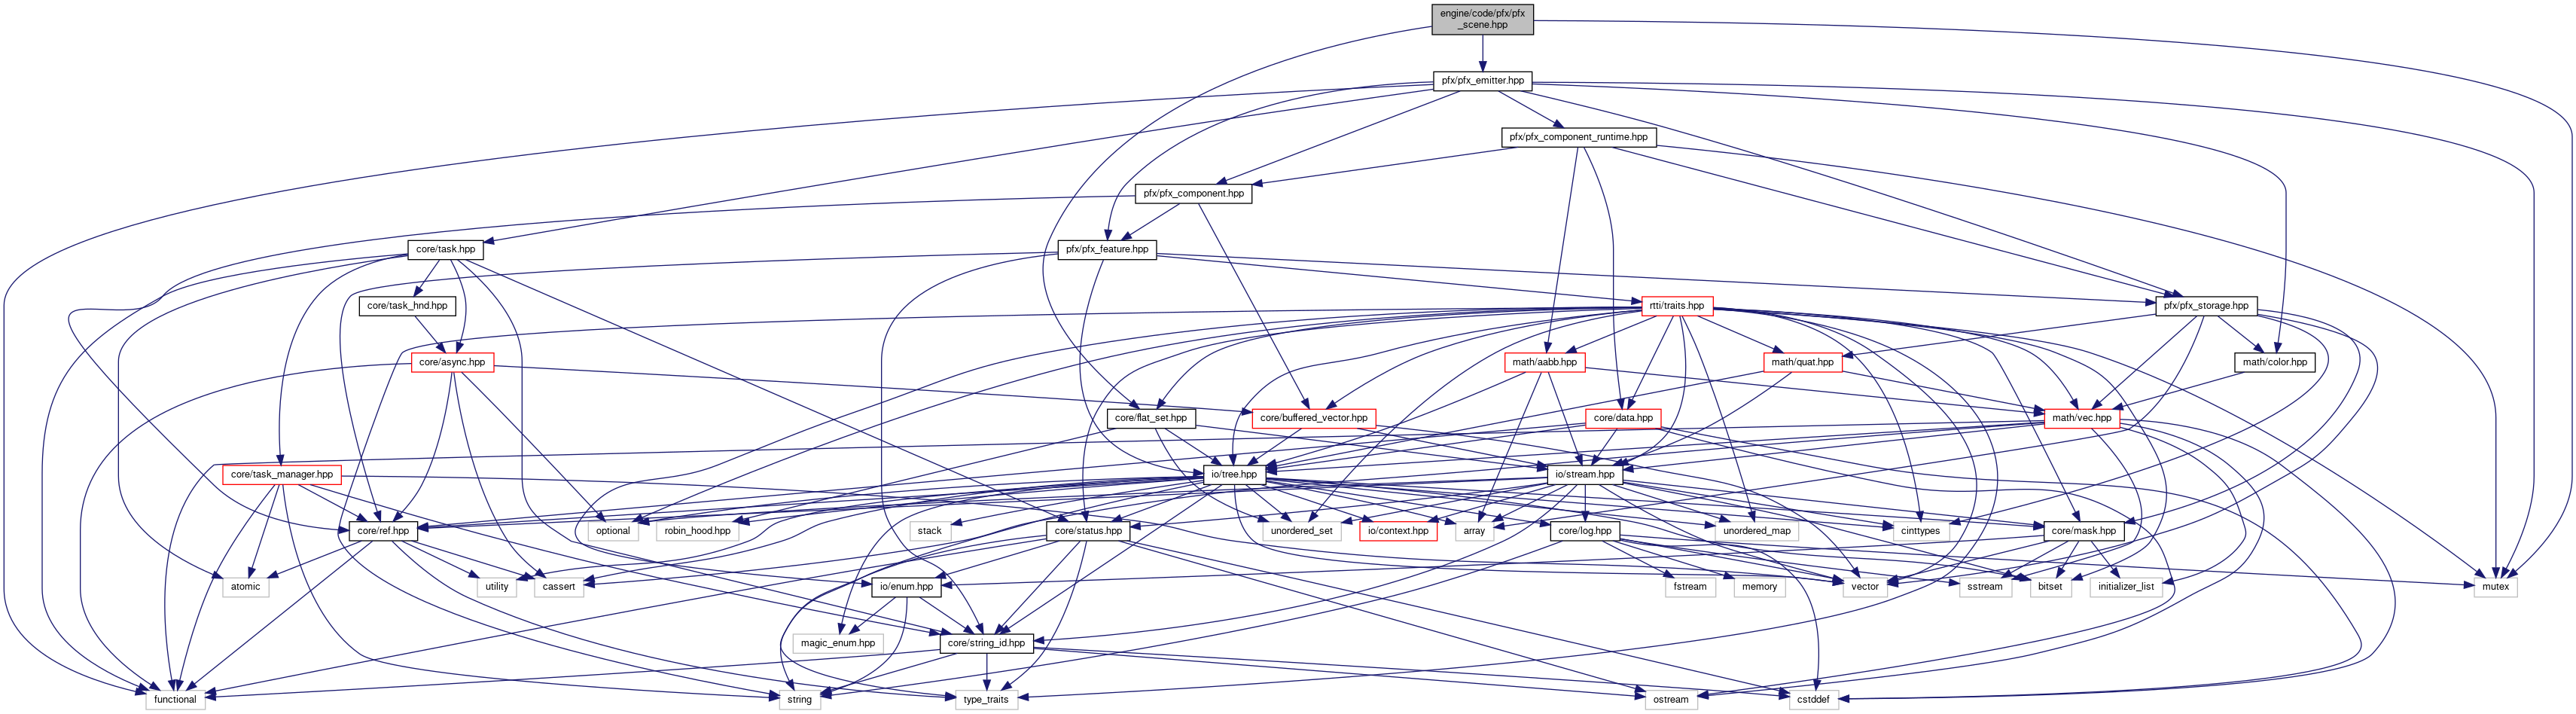 engine/code/pfx/pfx
_scene.hpp
pfx/pfx_emitter.hpp
pfx/pfx_component_runtime.hpp
pfx/pfx_component.hpp
core/task.hpp
pfx/pfx_feature.hpp
core/task_hnd.hpp
rtti/traits.hpp
pfx/pfx_storage.hpp
core/async.hpp
math/aabb.hpp
math/quat.hpp
math/color.hpp
core/flat_set.hpp
core/buffered_vector.hpp
core/data.hpp
math/vec.hpp
core/task_manager.hpp
io/tree.hpp
io/stream.hpp
core/ref.hpp
optional
robin_hood.hpp
stack
core/status.hpp
unordered_set
io/context.hpp
array
core/log.hpp
unordered_map
cinttypes
core/mask.hpp
atomic
utility
cassert
io/enum.hpp
fstream
memory
vector
sstream
bitset
initializer_list
mutex
magic_enum.hpp
core/string_id.hpp
functional
string
type_traits
ostream
cstddef